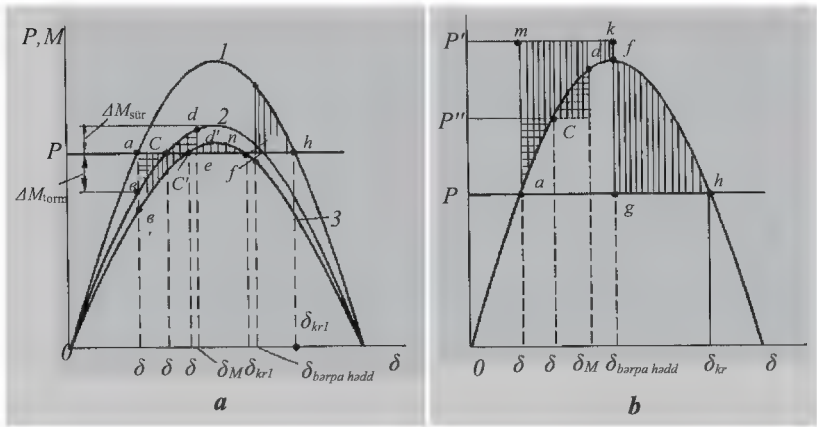 P, M
1
ΔMsür
d
2
P
a
C
d'
n
h
в
C'
e
f
ΔMtorm
в'
3
δkr1
0
δ
δ
δ
δM
δkr1
δbərpa hədd
δ
a
P'
m
k
d
f
P''
C
P
a
h
g
0
δ
δ
δM
δbərpa hədd
δkr
δ
b